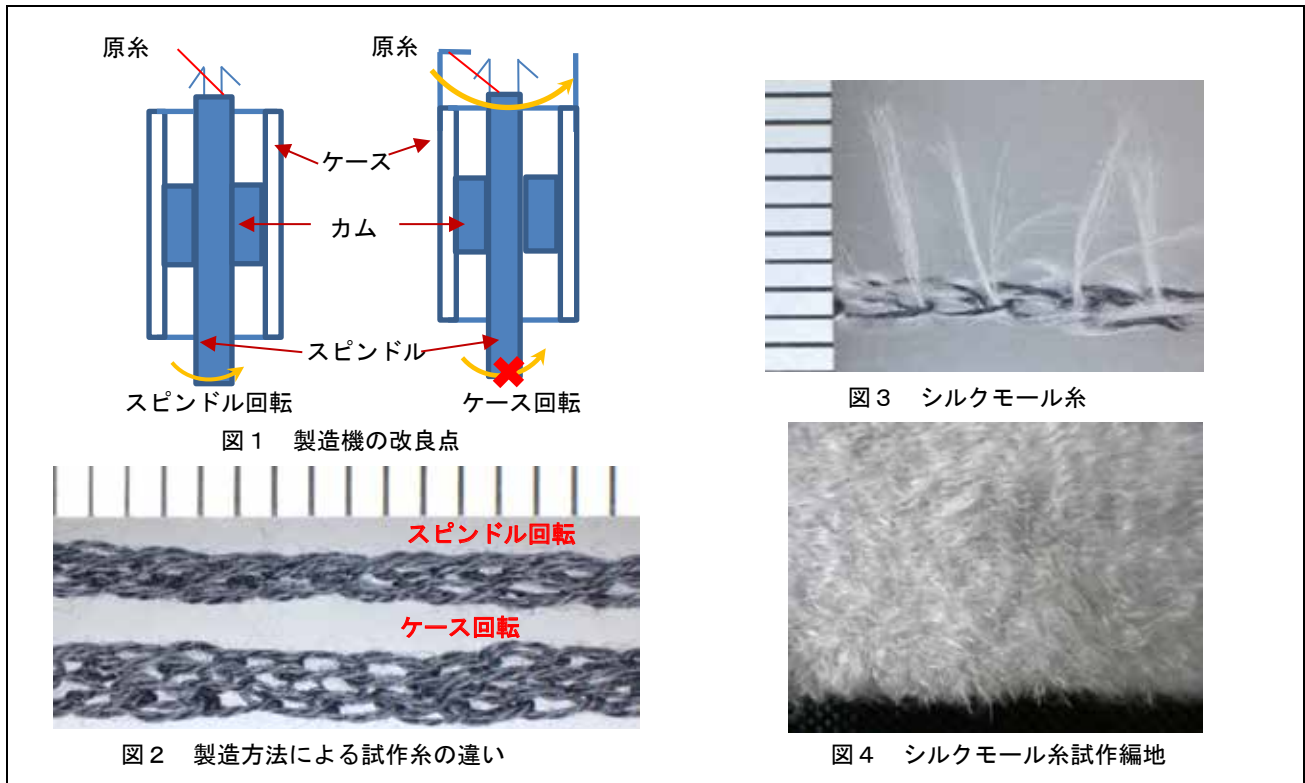 原糸
原糸
ケース
カム
スピンドル
スピンドル回転
ケース回転
図１ 製造機の改良点
スピンドル回転
ケース回転
図２ 製造方法による試作糸の違い
図３ シルクモール糸
図４ シルクモール糸試作編地